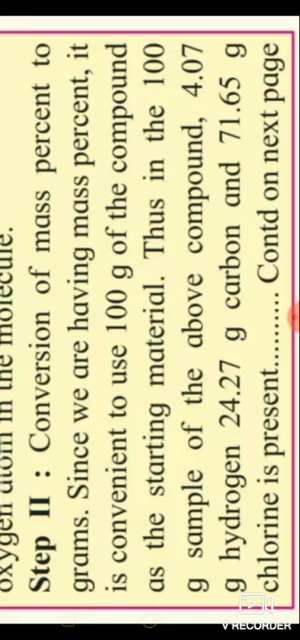 oxygen atom in the molecule.
Step II : Conversion of mass percent to
grams. Since we are having mass percent, it
is convenient to use 100 g of the compound
as the starting material. Thus in the 100
g sample of the above compound, 4.07
g hydrogen 24.27 g carbon and 71.65 g
chlorine is present.......... Contd on next page
V RECORDER